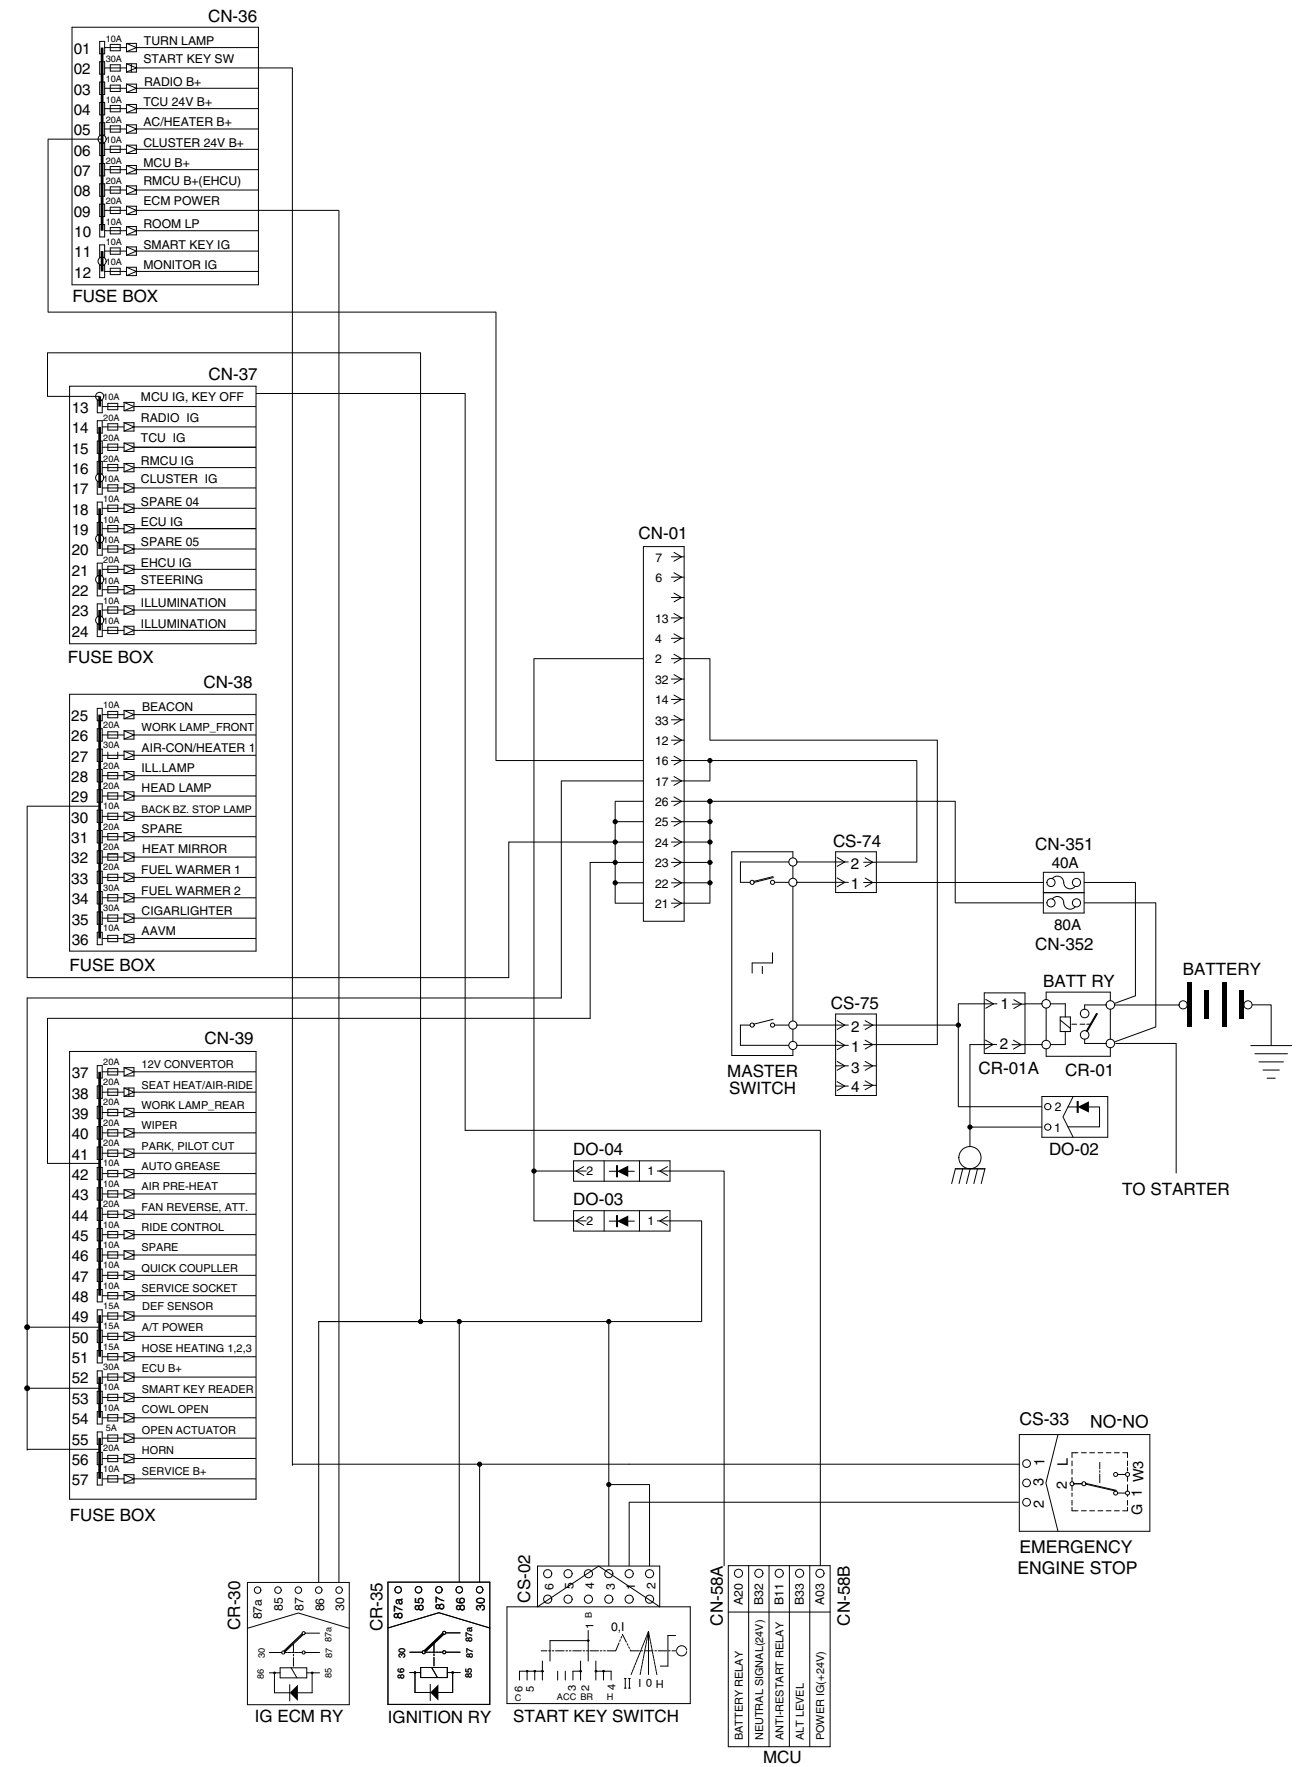 CN-36
01 10A TURN LAMP
02 30A START KEY SW
03 10A RADIO B+
04 10A TCU 24V B+
05 20A AC/HEATER B+
06 10A CLUSTER 24V B+
07 20A MCU B+
08 20A RMCU B+(EHCU)
09 20A ECM POWER
10 10A ROOM LP
11 10A SMART KEY IG
12 10A MONITOR IG
FUSE BOX
CN-37
13 10A MCU IG, KEY OFF
14 20A RADIO IG
15 20A TCU IG
16 20A RMCU IG
17 10A CLUSTER IG
18 10A SPARE 04
19 10A ECU IG
20 10A SPARE 05
21 20A EHCU IG
22 10A STEERING
23 10A ILLUMINATION
24 10A ILLUMINATION
FUSE BOX
CN-38
25 10A BEACON
26 20A WORK LAMP_FRONT
27 30A AIR-CON/HEATER 1
28 20A ILL.LAMP
29 20A HEAD LAMP
30 10A BACK BZ. STOP LAMP
31 20A SPARE
32 20A HEAT MIRROR
33 20A FUEL WARMER 1
34 30A FUEL WARMER 2
35 30A CIGARLIGHTER
36 10A AAVM
FUSE BOX
CN-39
37 20A 12V CONVERTOR
38 20A SEAT HEAT/AIR-RIDE
39 20A WORK LAMP_REAR
40 20A WIPER
41 20A PARK, PILOT CUT
42 10A AUTO GREASE
43 10A AIR PRE-HEAT
44 20A FAN REVERSE, ATT.
45 10A RIDE CONTROL
46 10A SPARE
47 10A QUICK COUPLLER
48 10A SERVICE SOCKET
49 15A DEF SENSOR
50 15A A/T POWER
51 15A HOSE HEATING 1,2,3
52 30A ECU B+
53 10A SMART KEY READER
54 10A COWL OPEN
55 5A OPEN ACTUATOR
56 20A HORN
57 10A SERVICE B+
FUSE BOX
CN-01
7
6
13
4
2
32
14
33
12
16
17
26
25
24
23
22
21
CS-74
2
1
CN-351
40A
80A
CN-352
BATT RY
BATTERY
CS-75
2
1
3
4
MASTER
SWITCH
1
2
CR-01A
CR-01
2
1
DO-02
TO STARTER
DO-04
2 1
DO-03
2 1
CS-33 NO-NO
1
3
2
L
2
W3
1
G
EMERGENCY
ENGINE STOP
CR-30
87a 85 87 86 30
30 87a
87
86 85
IG ECM RY
CR-35
87a 85 87 86 30
30 87a
87
86 85
IGNITION RY
CS-02
6 5 4 3 1 2
1 B
0,I
6 5 3 2 4
C ACC BR H
II I 0 H
START KEY SWITCH
CN-58A
A20 B32 B11 B33 A03
CN-58B
BATTERY RELAY
NEUTRAL SIGNAL(24V)
ANTI-RESTART RELAY
ALT LEVEL
POWER IG(+24V)
MCU